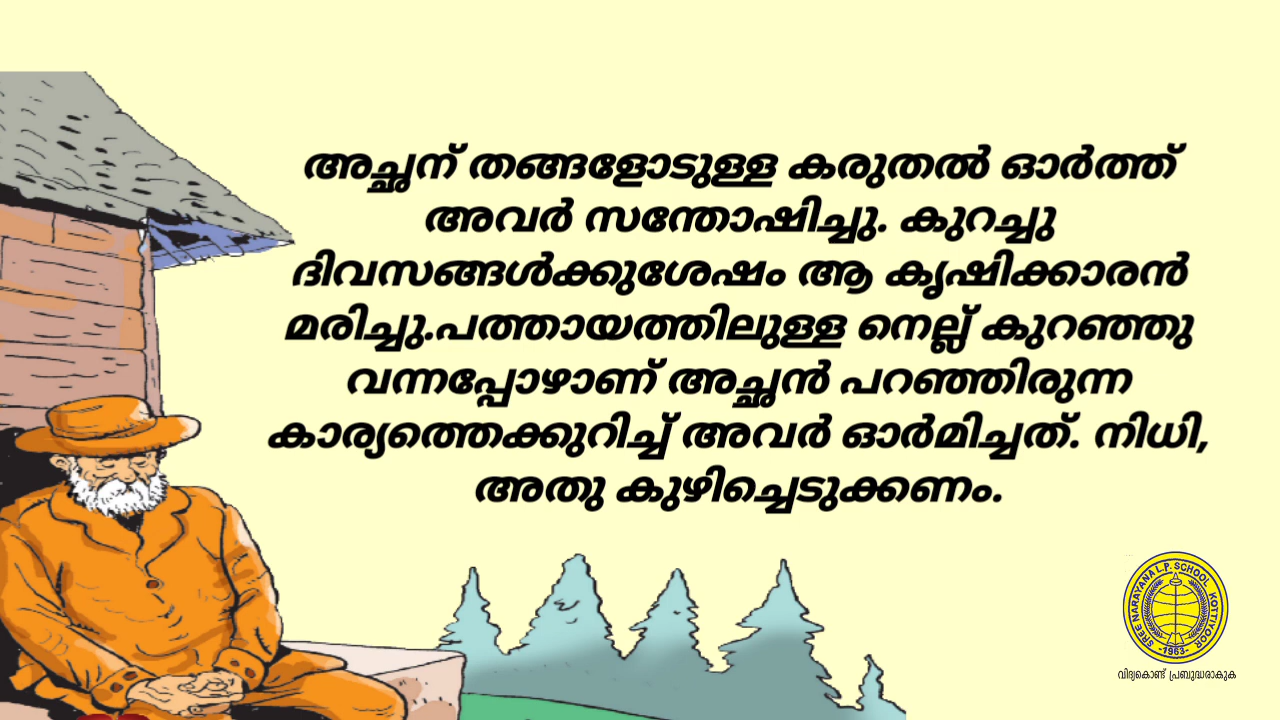 അച്ഛന് തങ്ങളോടുള്ള കരുതൽ ഓർത്ത്
അവർ സന്തോഷിച്ചു. കുറച്ചു
ദിവസങ്ങൾക്കുശേഷം ആ കൃഷിക്കാരൻ
മരിച്ചു.പത്തായത്തിലുള്ള നെല്ല് കുറഞ്ഞു
വന്നപ്പോഴാണ് അച്ഛൻ പറഞ്ഞിരുന്ന
കാര്യത്തെക്കുറിച്ച് അവർ ഓർമിച്ചത്. നിധി,
അതു കുഴിച്ചെടുക്കണം.
SREE NARAYANA L.P. SCHOOL KOTTIYOOR
-1963-
വിദ്യകൊണ്ട് പ്രബുദ്ധരാകുക